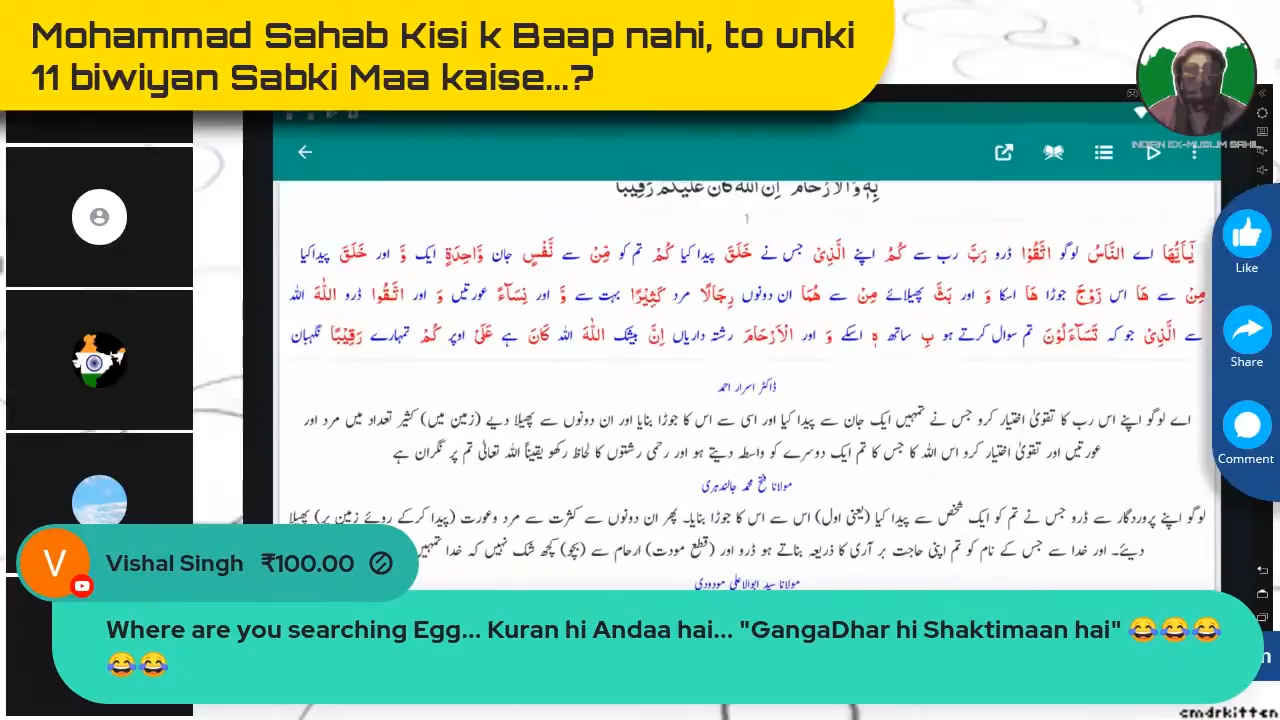 Mohammad Sahab Kisi k Baap nahi, to unki
11 biwiyan Sabki Maa kaise...?
INDIAN EX-MUSLIM SAHIL
1
يٰٓاَيُّهَا اے النَّاسُ لوگو اتَّقُوْا ڈرو رَبَّ رب سے كُمُ اپنے الَّذِىْ جس نے خَلَقَ پیدا کیا كُمْ تم کو مِّنْ سے نَّفْسٍ جان وَّاحِدَةٍ ایک وَّ اور خَلَقَ پیداکیا
مِنْ سے هَا اس زَوْجَ جوڑا هَا اسکا وَ اور بَثَّ پھیلائے مِنْ سے هُمَا ان دونوں رِجَالًا مرد كَثِيْرًا بہت سے وَّ اور نِسَآءً عورتیں وَ اور اتَّقُوا ڈرو اللّٰهَ اللہ
سے الَّذِىْ جو کہ تَسَآءَلُوْنَ تم سوال کرتے ہو بِ ساتھ هٖ اسکے وَ اور الْاَرْحَامَ رشتہ داریاں اِنَّ بیشک اللّٰهَ اللہ كَانَ ہے عَلَىْ اوپر كُمْ تمہارے رَقِيْبًا نگہبان
ڈاکٹر اسرار احمد
اے لوگو اپنے اس رب کا تقویٰ اختیار کرو جس نے تمہیں ایک جان سے پیدا کیا اور اسی سے اس کا جوڑا بنایا اور ان دونوں سے پھیلا دیے (زمین میں) کثیر تعداد میں مرد اور
عورتیں اور تقویٰ اختیار کرو اس اللہ کا جس کا تم ایک دوسرے کو واسطہ دیتے ہو اور رحمی رشتوں کا لحاظ رکھو یقیناً اللہ تعالیٰ تم پر نگران ہے
مولانا فتح محمد جالندہری
لوگو اپنے پروردگار سے ڈرو جس نے تم کو ایک شخص سے پیدا کیا (یعنی اول) اس سے اس کا جوڑا بنایا۔ پھر ان دونوں سے کثرت سے مرد وعورت (پیدا کرکے روئے زمین پر) پھیلا
دیئے۔ اور خدا سے جس کے نام کو تم اپنی حاجت بر آری کا ذریعہ بناتے ہو ڈرو اور (قطع مودت) ارحام سے (بچو) کچھ شک نہیں کہ خدا تمہیں
مولانا سید ابوالاعلی مودودی
Like
Share
Comment
V
Vishal Singh ₹100.00
Where are you searching Egg... Kuran hi Andaa hai... "GangaDhar hi Shaktimaan hai" 😂😂😂
😂😂
cmdrkitten